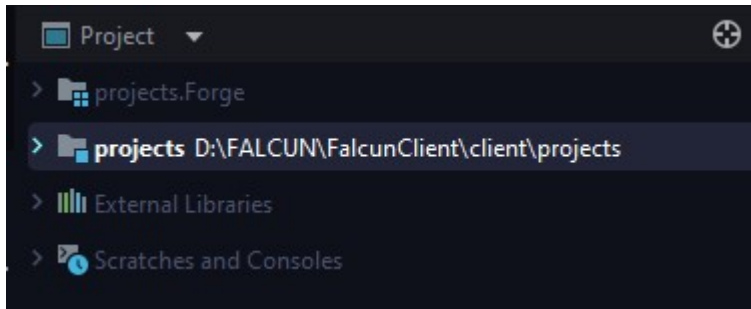 Project
projects.Forge
projects D:\FALCUN\FalcunClient\client\projects
External Libraries
Scratches and Consoles